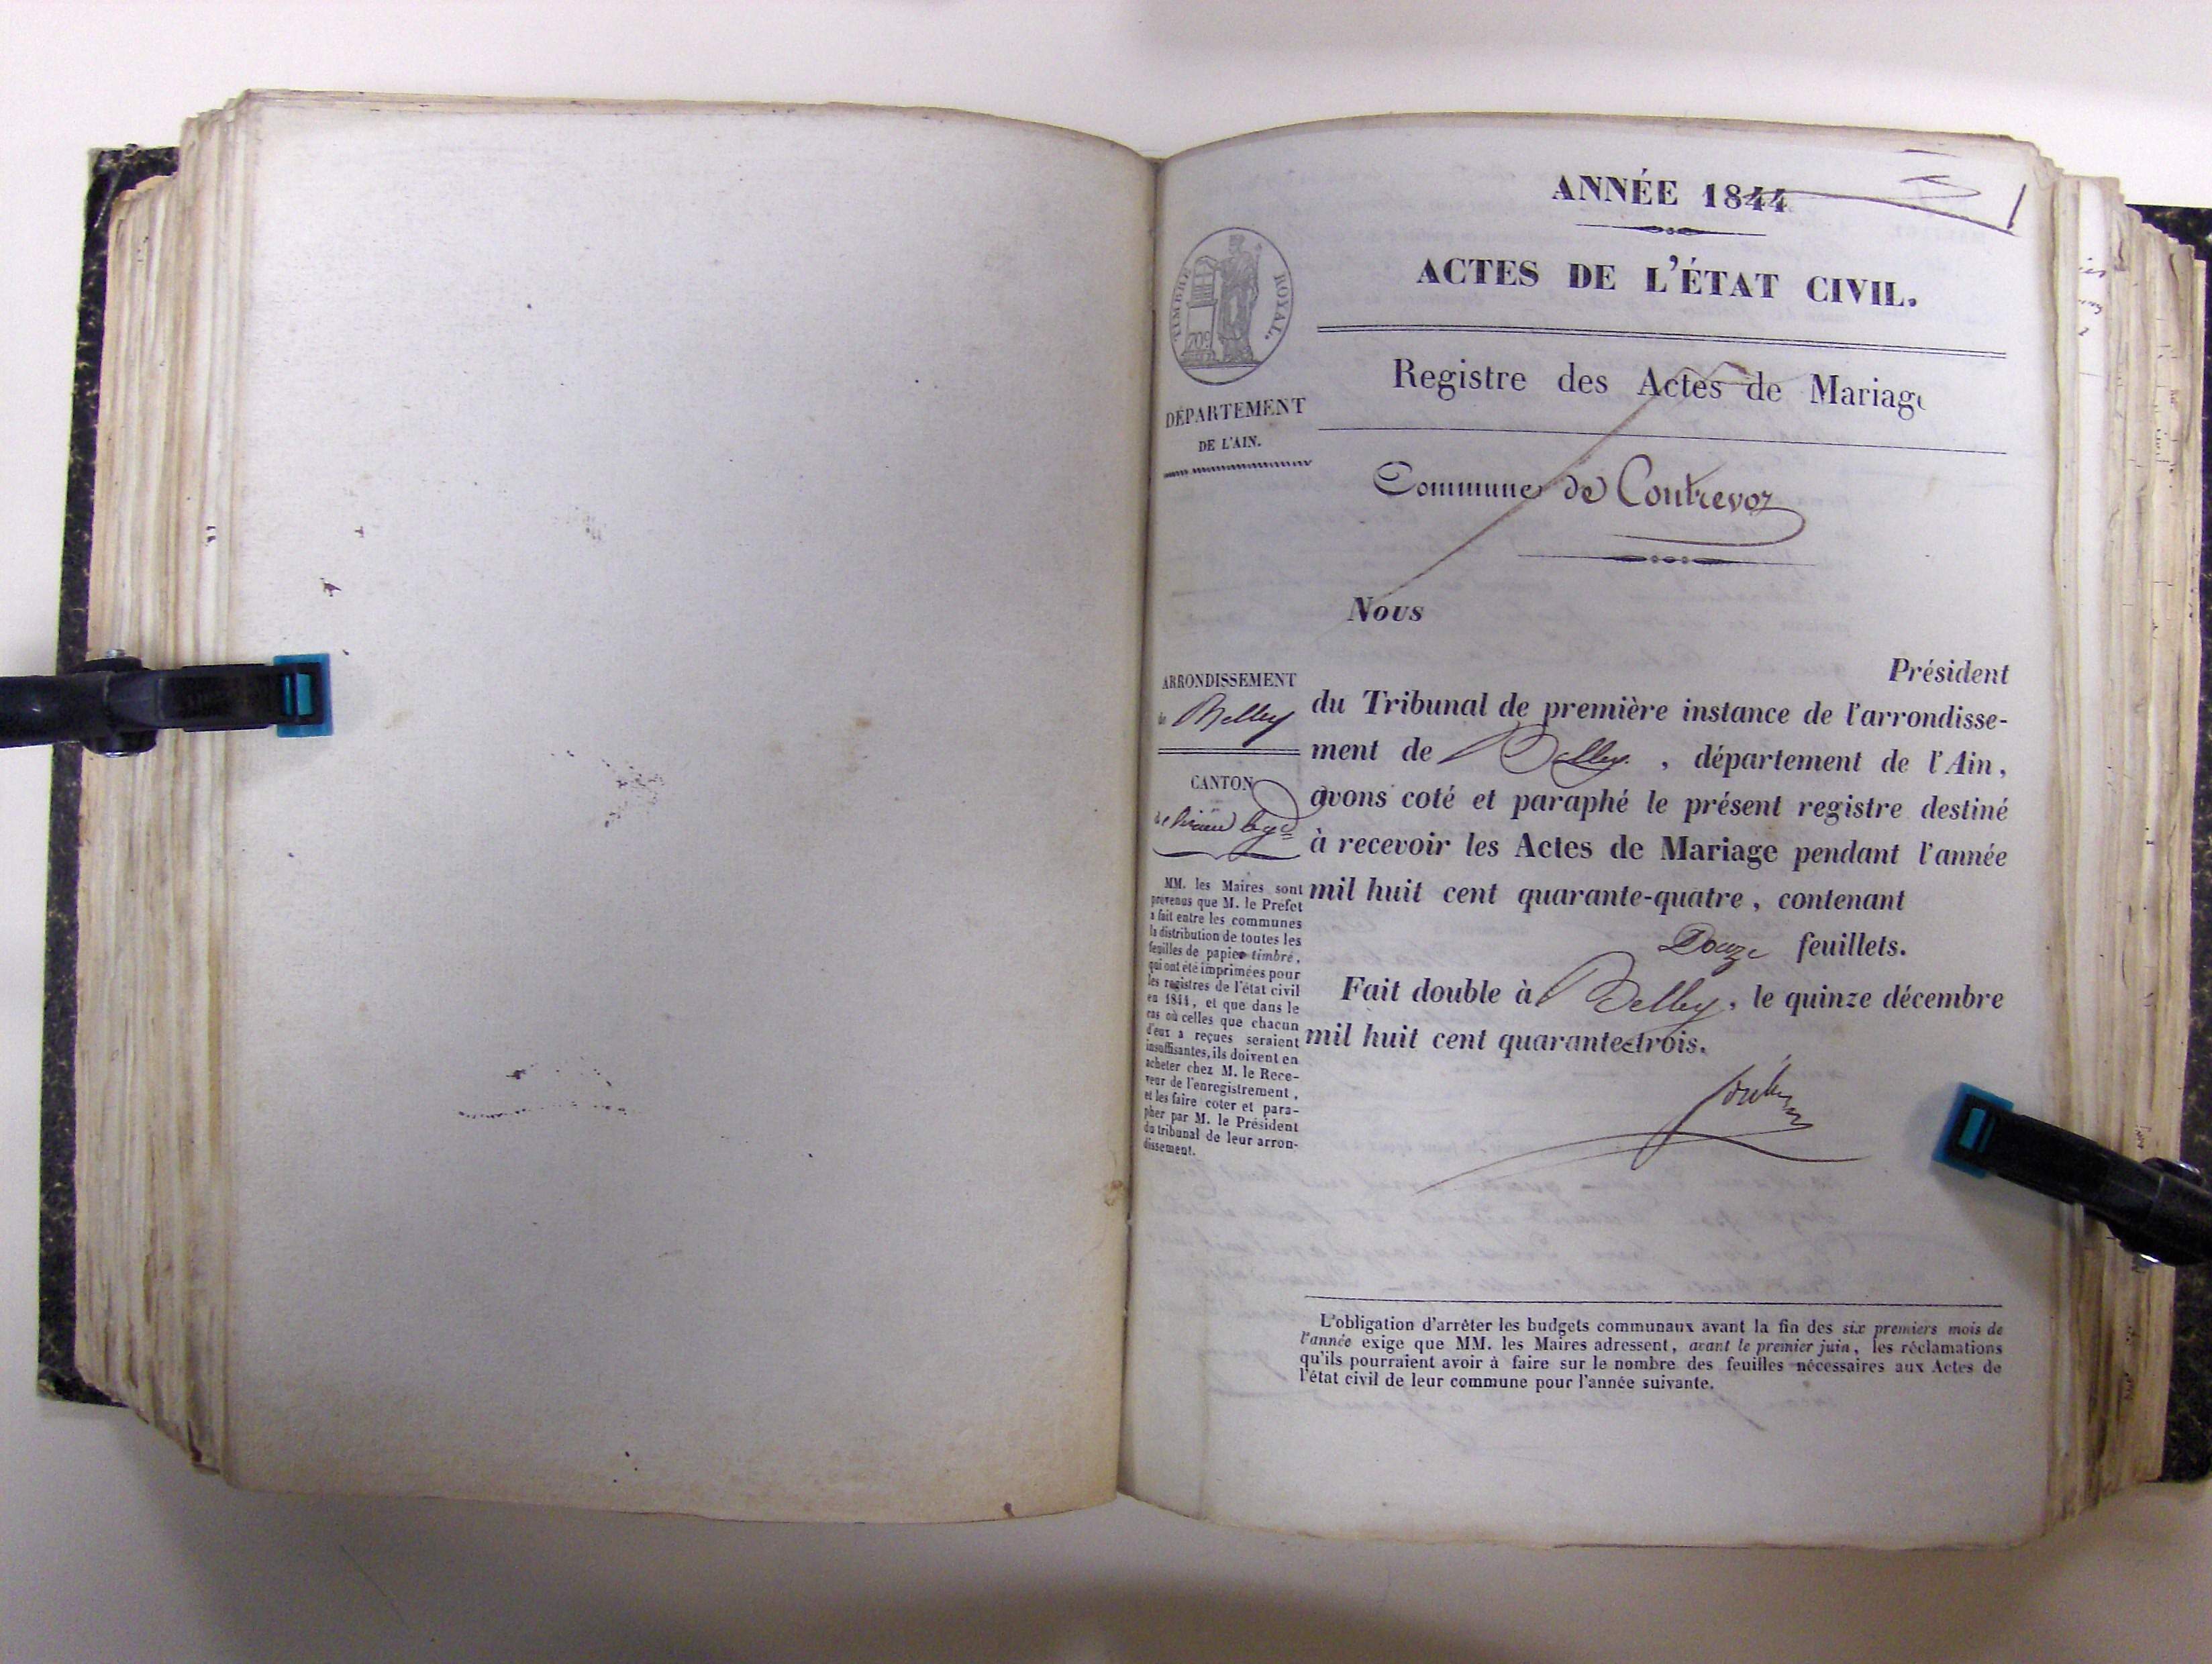 ANNÉE 1844
ACTES DE L'ÉTAT CIVIL.
TIMBRE ROYAL.
Registre des Actes de Mariage
DÉPARTEMENT
DE L'AIN.
Commune de Contrevoz
Nous
Président
du Tribunal de première instance de l'arrondisse-
ment de Belley , département de l'Ain,
avons coté et paraphé le présent registre destiné
à recevoir les Actes de Mariage pendant l'année
mil huit cent quarante-quatre, contenant
Douze feuillets.
Fait double à Belley, le quinze décembre
mil huit cent quarante-trois.
ARRONDISSEMENT
de Belley
CANTON
MM. les Maires sont
prévenus que M. le Préfet
a fait entre les communes
la distribution de toutes les
feuilles de papier timbré,
qui ont été imprimées pour
les registres de l'état civil
en 1844, et que dans le
cas où celles que chacun
d'eux a reçues seraient
insuffisantes, ils doivent en
acheter chez M. le Rece-
veur de l'enregistrement,
et les faire coter et para-
pher par M. le Président
du tribunal de leur arron-
dissement.
L'obligation d'arrêter les budgets communaux avant la fin des six premiers mois de
l'année exige que MM. les Maires adressent, avant le premier juin, les réclamations
qu'ils pourraient avoir à faire sur le nombre des feuilles nécessaires aux Actes de
l'état civil de leur commune pour l'année suivante.